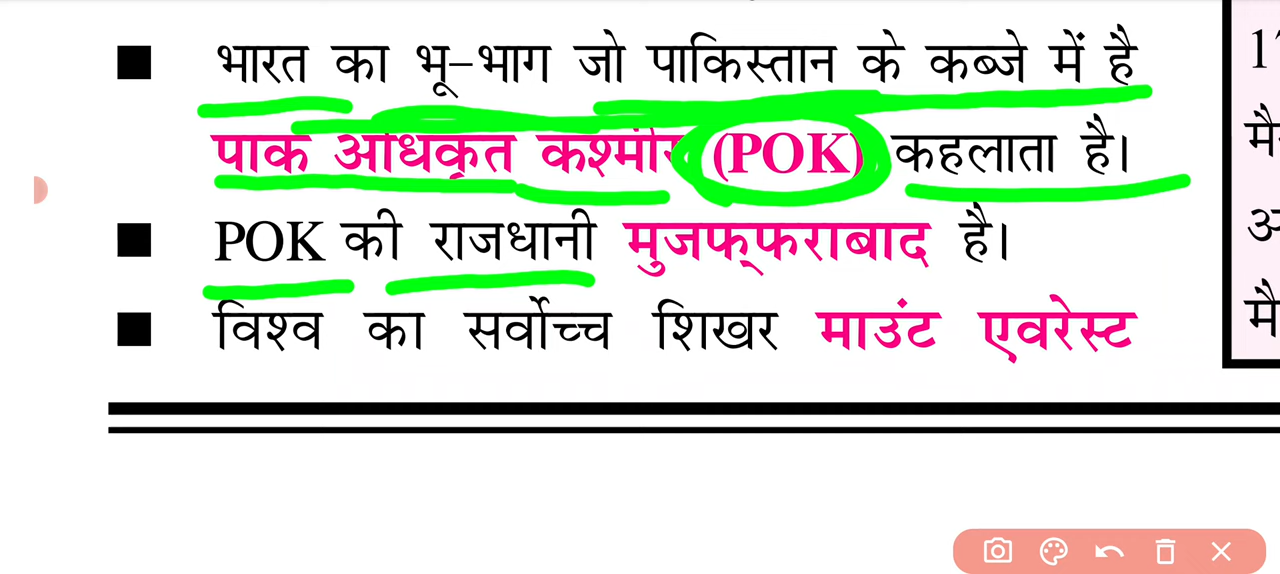 ■ भारत का भू-भाग जो पाकिस्तान के कब्जे में है
पाक अधिकृत कश्मीर (POK) कहलाता है।
■ POK की राजधानी मुजफ्फराबाद है।
■ विश्व का सर्वोच्च शिखर माउंट एवरेस्ट